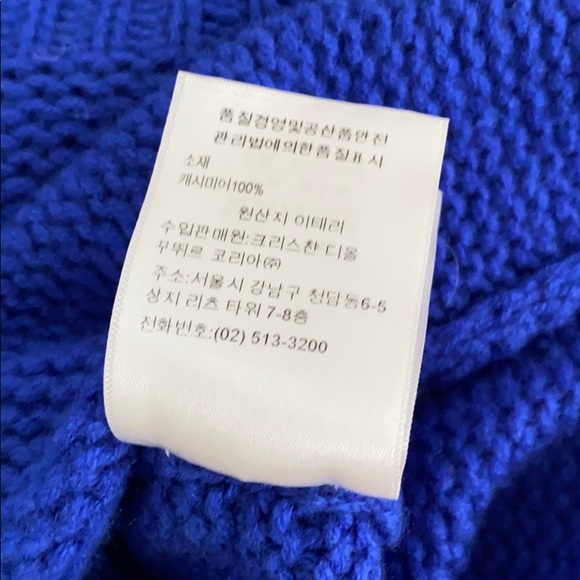 품질경영및공산품안전
관리법에의한품질표시
소재
캐시미어100%
원산지 이태리
수입판매원:크리스찬 디올
꾸뛰르 코리아㈜
주소:서울시 강남구 청담동6-5
상지 리츠 타워 7-8층
전화번호:(02) 513-3200